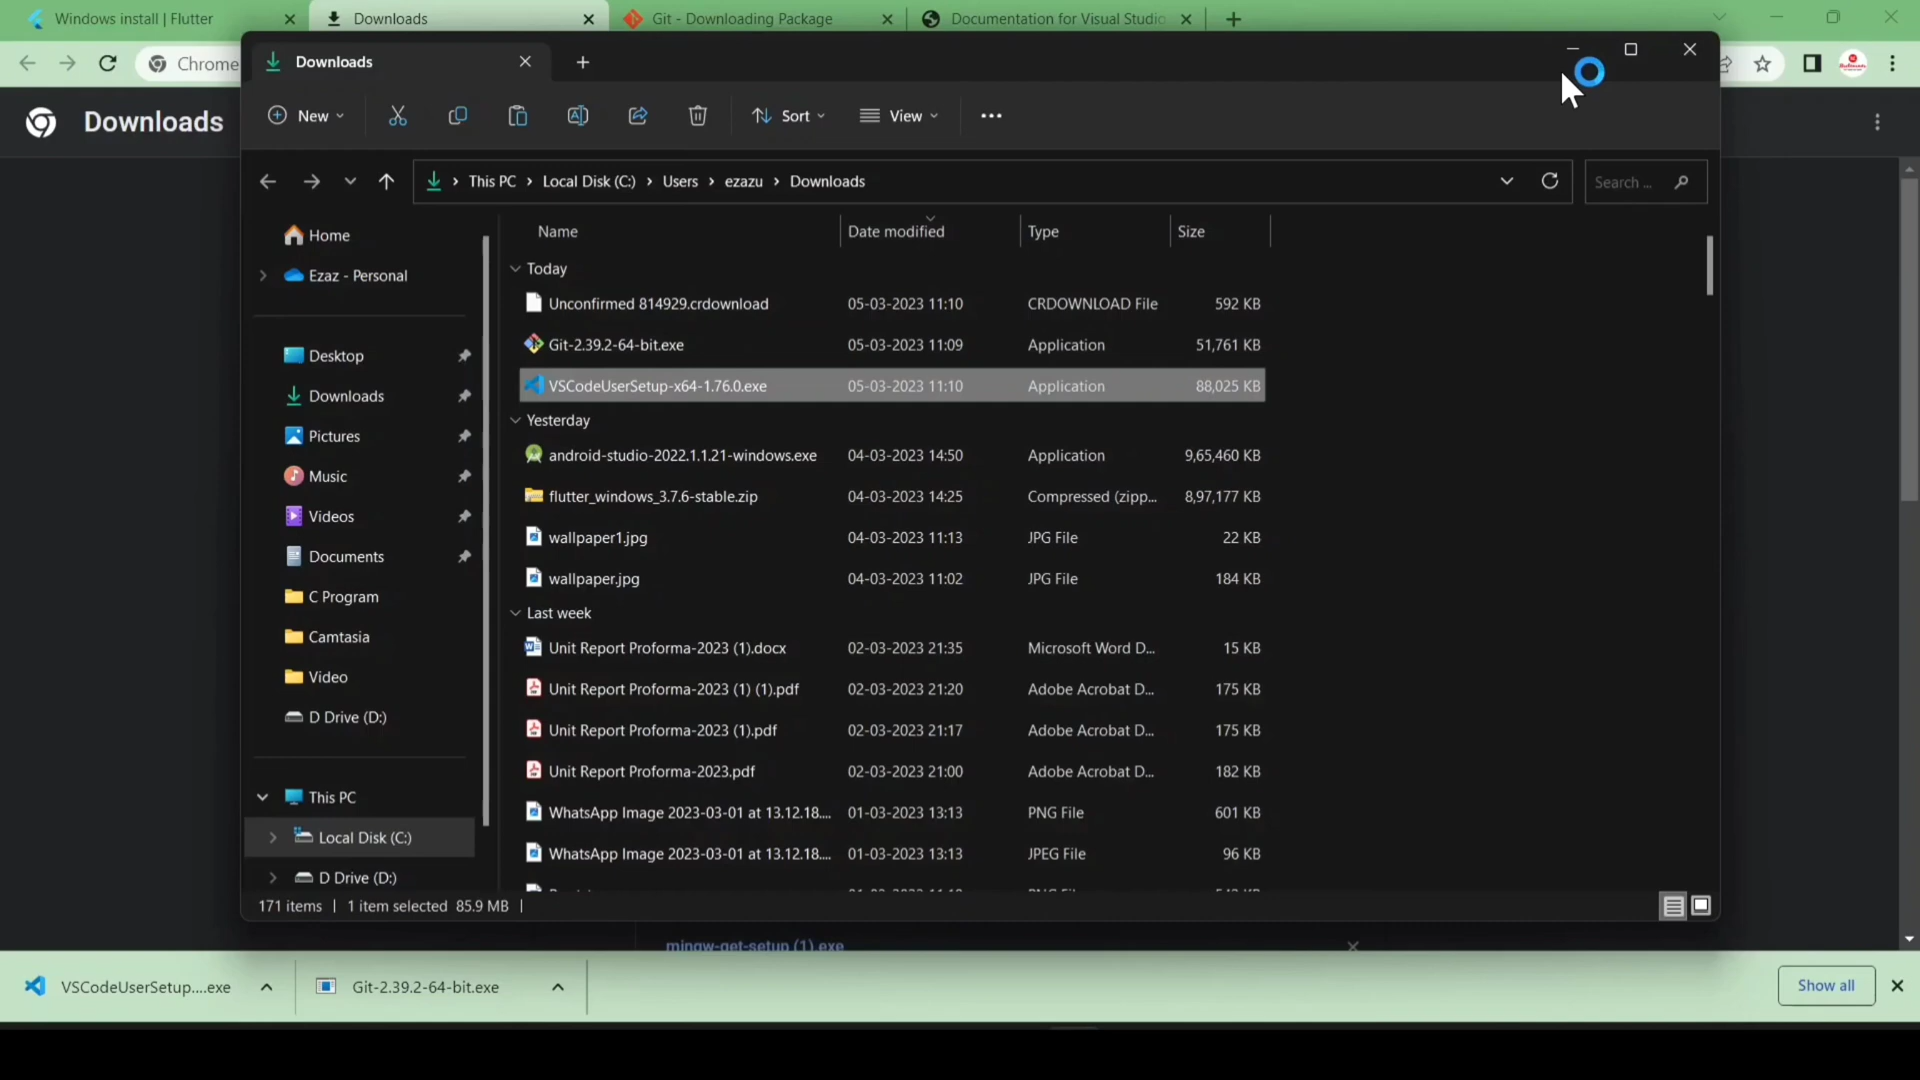 Windows install | Flutter
Downloads
Git - Downloading Package
Documentation for Visual Studio
Chrome
Downloads
Downloads
New
Sort
View
This PC > Local Disk (C:) > Users > ezazu > Downloads
Search ...
Home
Ezaz - Personal
Desktop
Downloads
Pictures
Music
Videos
Documents
C Program
Camtasia
Video
D Drive (D:)
This PC
Local Disk (C:)
D Drive (D:)
Name Date modified Type Size
Today
Unconfirmed 814929.crdownload 05-03-2023 11:10 CRDOWNLOAD File 592 KB
Git-2.39.2-64-bit.exe 05-03-2023 11:09 Application 51,761 KB
VSCodeUserSetup-x64-1.76.0.exe 05-03-2023 11:10 Application 88,025 KB
Yesterday
android-studio-2022.1.1.21-windows.exe 04-03-2023 14:50 Application 9,65,460 KB
flutter_windows_3.7.6-stable.zip 04-03-2023 14:25 Compressed (zipp... 8,97,177 KB
wallpaper1.jpg 04-03-2023 11:13 JPG File 22 KB
wallpaper.jpg 04-03-2023 11:02 JPG File 184 KB
Last week
Unit Report Proforma-2023 (1).docx 02-03-2023 21:35 Microsoft Word D... 15 KB
Unit Report Proforma-2023 (1) (1).pdf 02-03-2023 21:20 Adobe Acrobat D... 175 KB
Unit Report Proforma-2023 (1).pdf 02-03-2023 21:17 Adobe Acrobat D... 175 KB
Unit Report Proforma-2023.pdf 02-03-2023 21:00 Adobe Acrobat D... 182 KB
WhatsApp Image 2023-03-01 at 13.12.18.... 01-03-2023 13:13 PNG File 601 KB
WhatsApp Image 2023-03-01 at 13.12.18.... 01-03-2023 13:13 JPEG File 96 KB
171 items | 1 item selected 85.9 MB |
mingw-get-setup (1).exe
VSCodeUserSetup....exe
Git-2.39.2-64-bit.exe
Show all